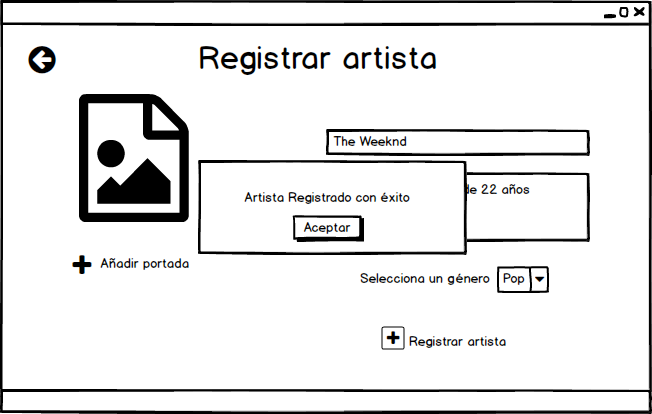 Registrar artista
The Weeknd
de 22 años
Artista Registrado con éxito
Aceptar
Añadir portada
Selecciona un género Pop
Registrar artista